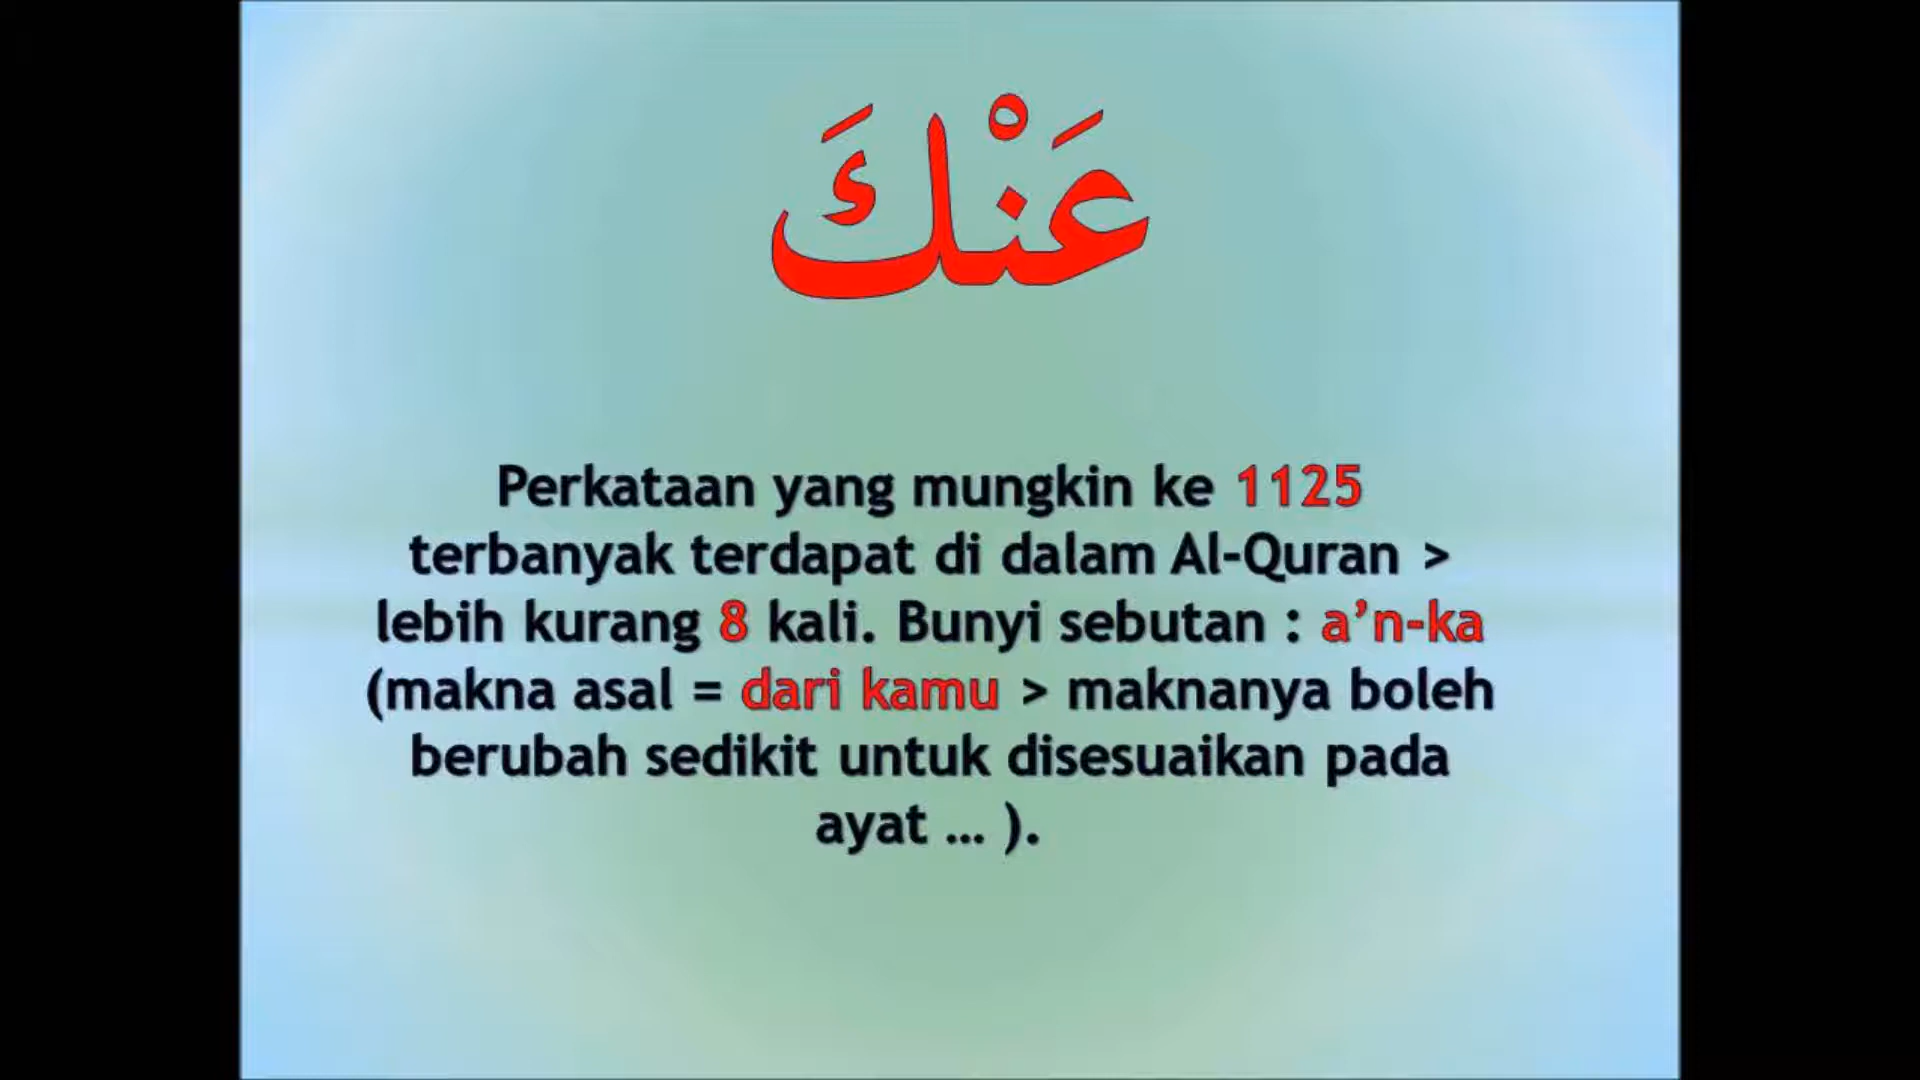 عَنْكَ
Perkataan yang mungkin ke 1125
terbanyak terdapat di dalam Al-Quran >
lebih kurang 8 kali. Bunyi sebutan : a’n-ka
(makna asal = dari kamu > maknanya boleh
berubah sedikit untuk disesuaikan pada
ayat … ).